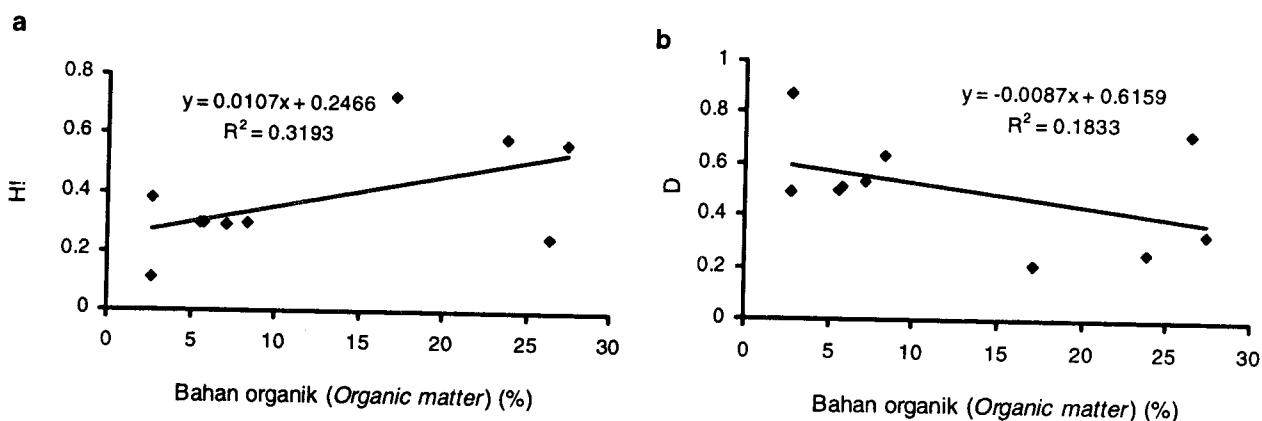 a
0.8
0.6
0.4
0.2
0
H'
y = 0.0107x + 0.2466
R² = 0.3193
0 5 10 15 20 25 30
Bahan organik (Organic matter) (%)
b
1
0.8
0.6
0.4
0.2
0
D
y = -0.0087x + 0.6159
R² = 0.1833
0 5 10 15 20 25 30
Bahan organik (Organic matter) (%)